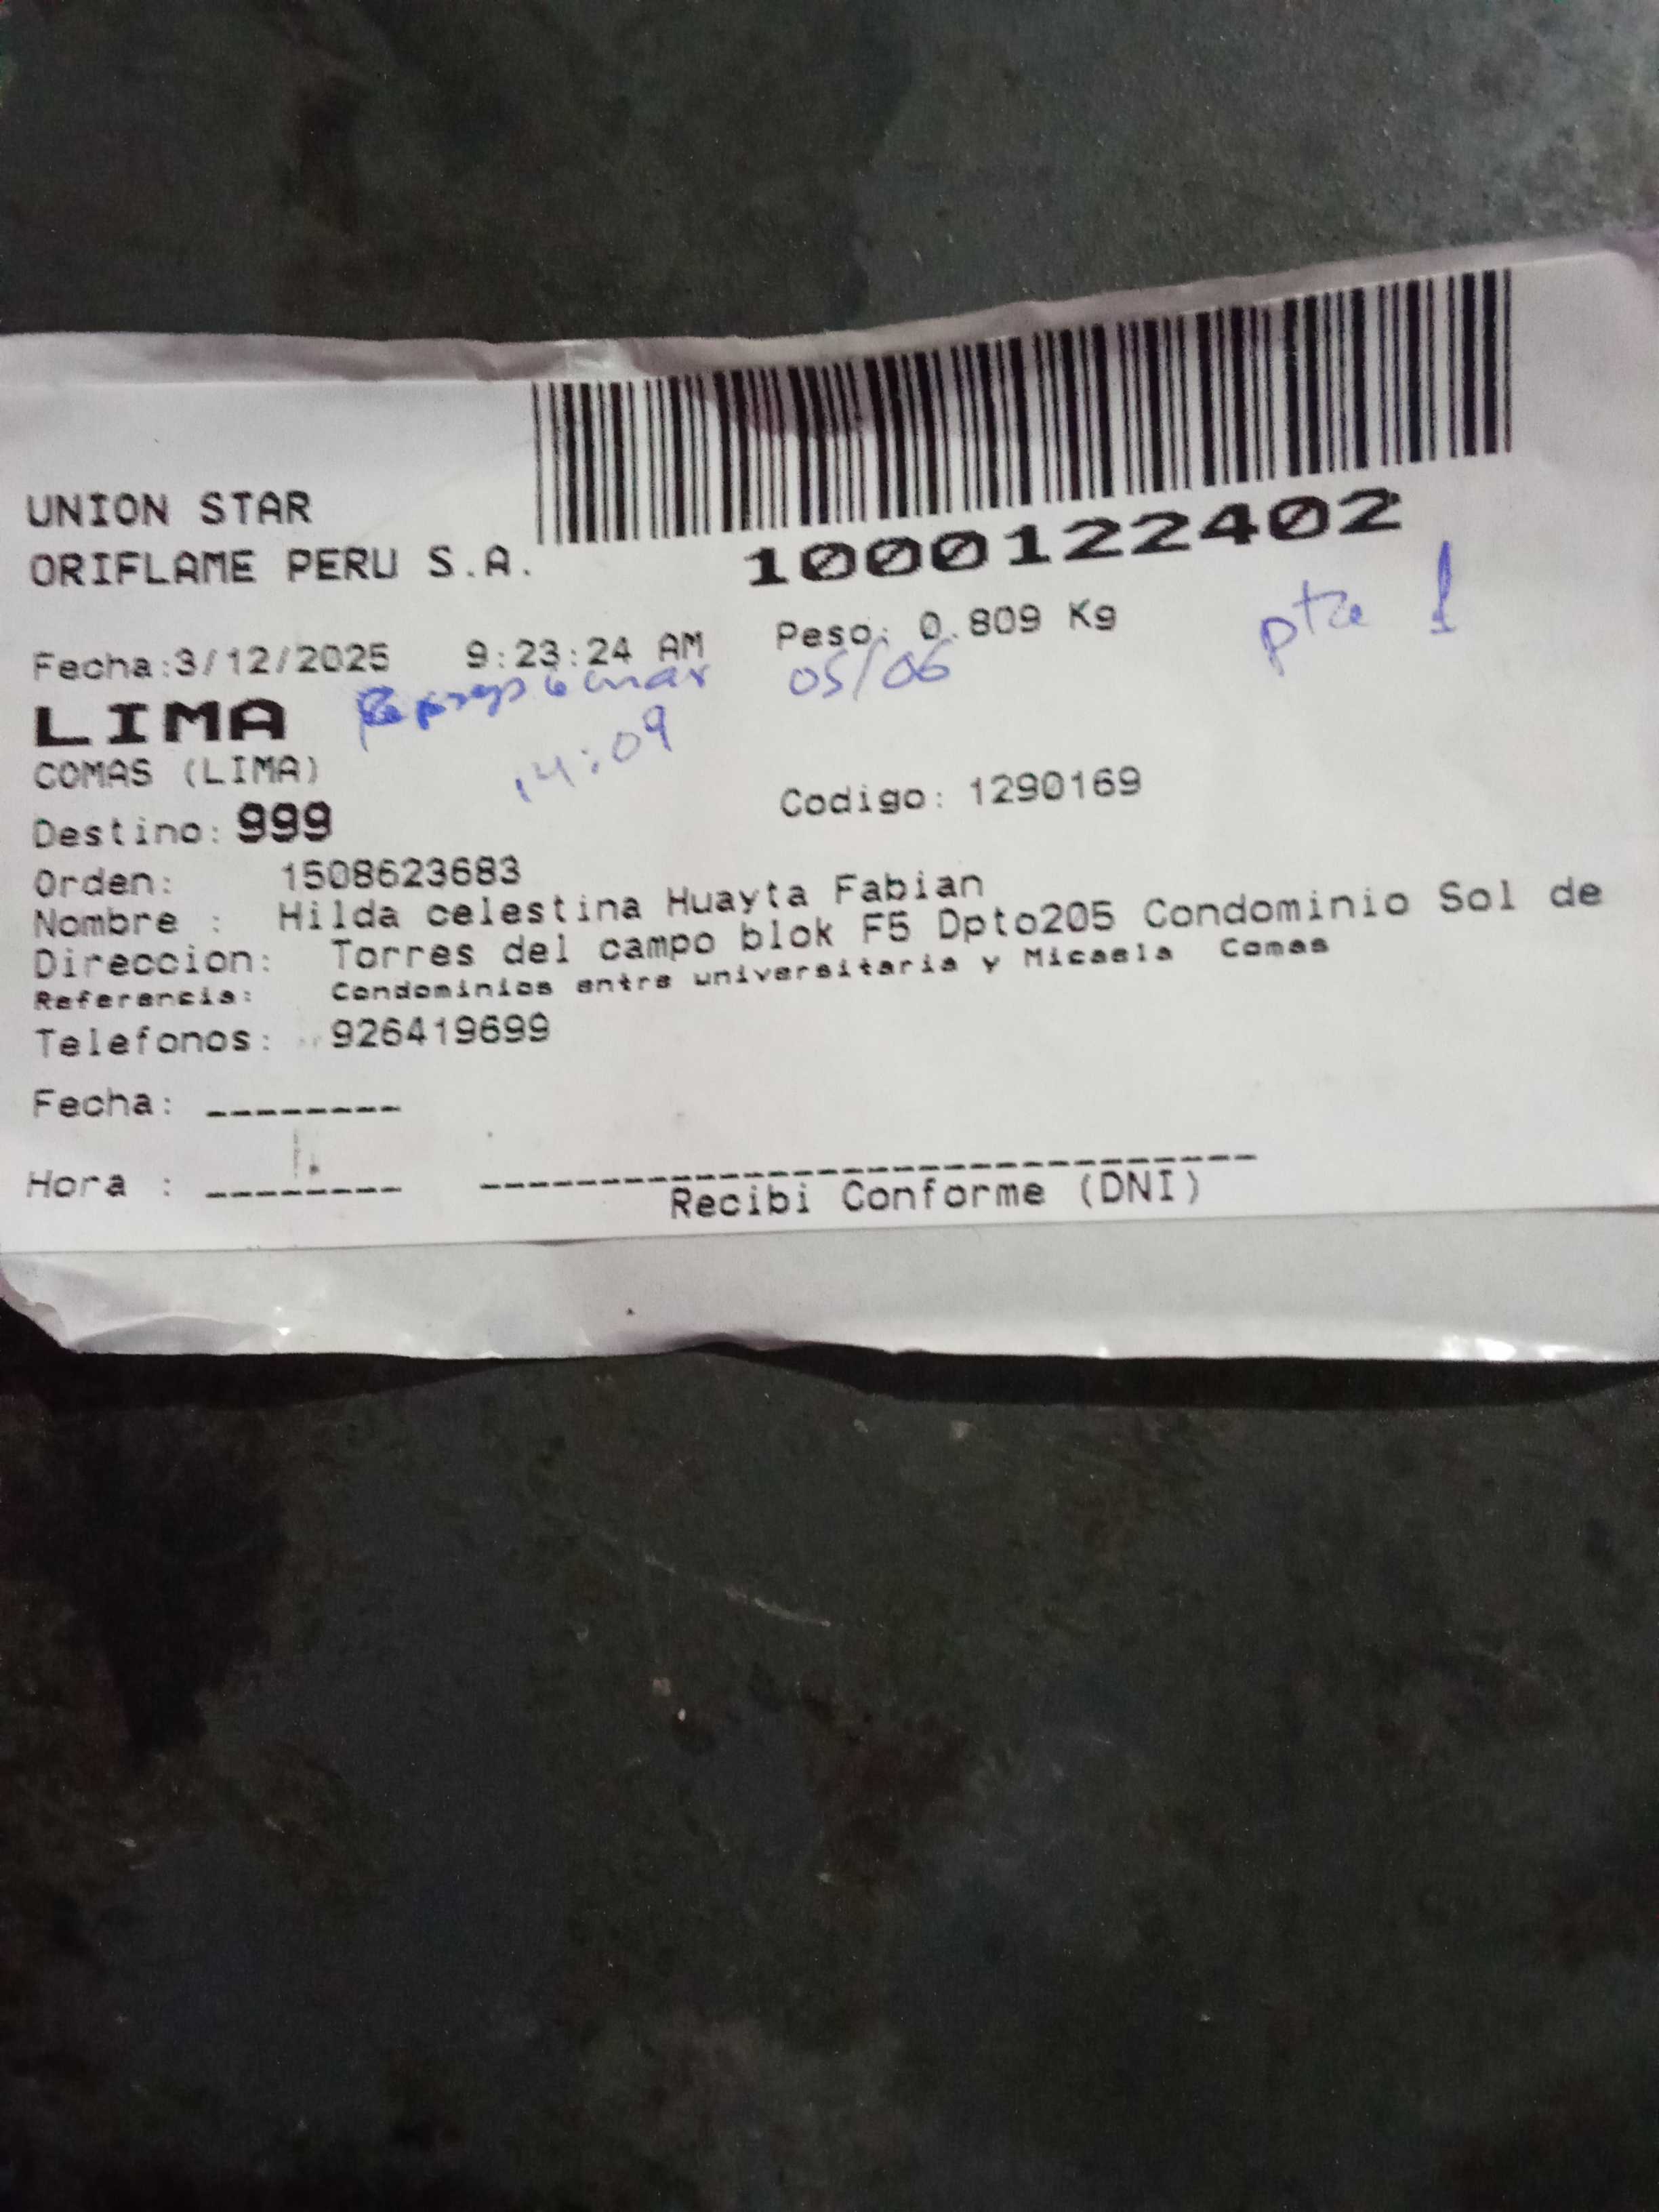 UNION STAR
ORIFLAME PERU S.A.
1000122402
Fecha:3/12/2025 9:23:24 AM Peso: 0.809 Kg
pta 1
LIMA 05/06
COMAS (LIMA) 14:09
Destino: 999 Codigo: 1290169
Orden: 1508623683
Nombre : Hilda celestina Huayta Fabian
Direccion: Torres del campo blok F5 Dpto205 Condominio Sol de
Referencia: Condominios entre universitaria y Micaela Comas
Telefonos: 926419699
Fecha: --------
Hora : --------
Recibi Conforme (DNI)